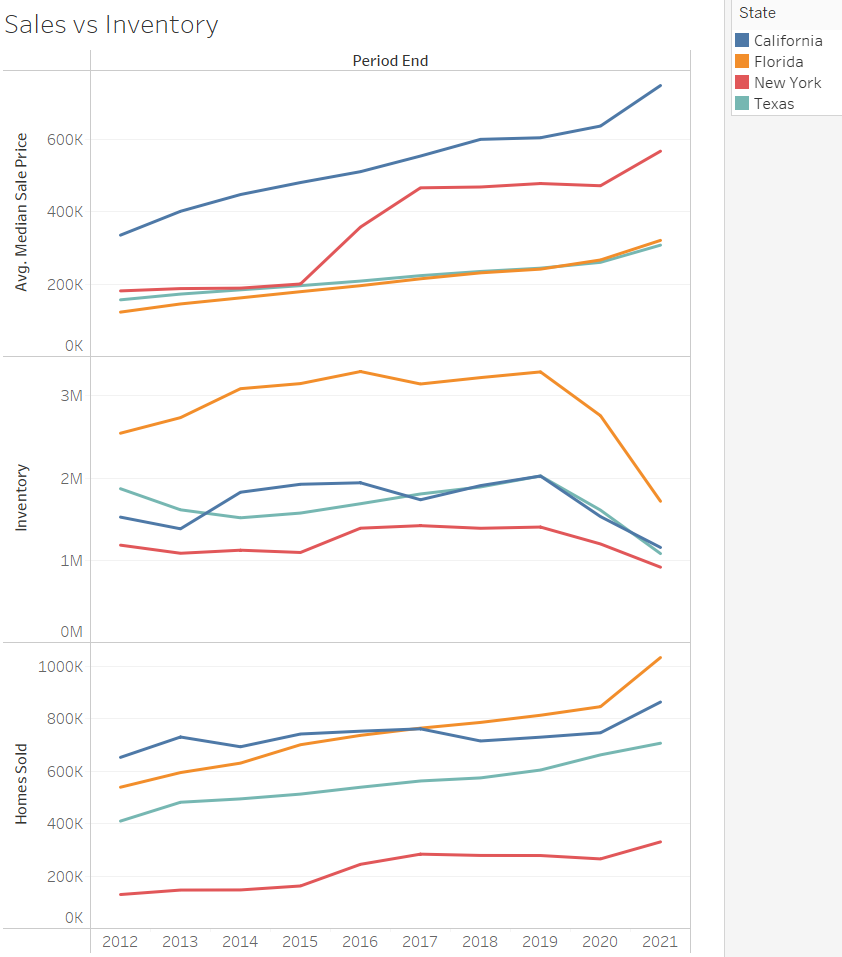 Sales vs Inventory
State
California
Florida
New York
Texas
Period End
Avg. Median Sale Price
600K
400K
200K
0K
Inventory
3M
2M
1M
0M
Homes Sold
1000K
800K
600K
400K
200K
0K
2012 2013 2014 2015 2016 2017 2018 2019 2020 2021